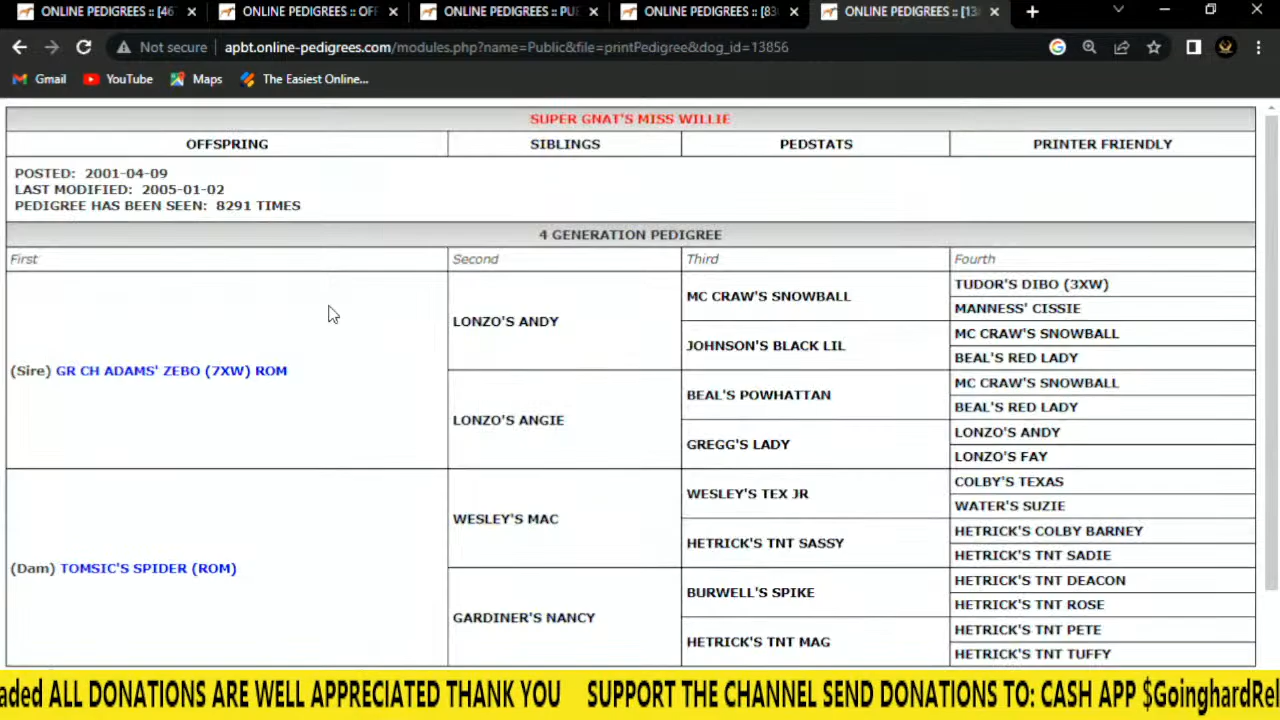 ONLINE PEDIGREES :: [46
ONLINE PEDIGREES :: OFF
ONLINE PEDIGREES :: PUE
ONLINE PEDIGREES :: [83
ONLINE PEDIGREES :: [13
Not secure
apbt.online-pedigrees.com/modules.php?name=Public&file=printPedigree&dog_id=13856
Gmail YouTube Maps The Easiest Online...
SUPER GNAT'S MISS WILLIE
OFFSPRING SIBLINGS PEDSTATS PRINTER FRIENDLY
POSTED: 2001-04-09
LAST MODIFIED: 2005-01-02
PEDIGREE HAS BEEN SEEN: 8291 TIMES
4 GENERATION PEDIGREE
First Second Third Fourth
(Sire) GR CH ADAMS' ZEBO (7XW) ROM
LONZO'S ANDY
MC CRAW'S SNOWBALL
TUDOR'S DIBO (3XW)
MANNESS' CISSIE
JOHNSON'S BLACK LIL
MC CRAW'S SNOWBALL
BEAL'S RED LADY
LONZO'S ANGIE
BEAL'S POWHATTAN
MC CRAW'S SNOWBALL
BEAL'S RED LADY
GREGG'S LADY
LONZO'S ANDY
LONZO'S FAY
(Dam) TOMSIC'S SPIDER (ROM)
WESLEY'S MAC
WESLEY'S TEX JR
COLBY'S TEXAS
WATER'S SUZIE
HETRICK'S TNT SASSY
HETRICK'S COLBY BARNEY
HETRICK'S TNT SADIE
GARDINER'S NANCY
BURWELL'S SPIKE
HETRICK'S TNT DEACON
HETRICK'S TNT ROSE
HETRICK'S TNT MAG
HETRICK'S TNT PETE
HETRICK'S TNT TUFFY
aded ALL DONATIONS ARE WELL APPRECIATED THANK YOU SUPPORT THE CHANNEL SEND DONATIONS TO: CASH APP $GoinghardRel